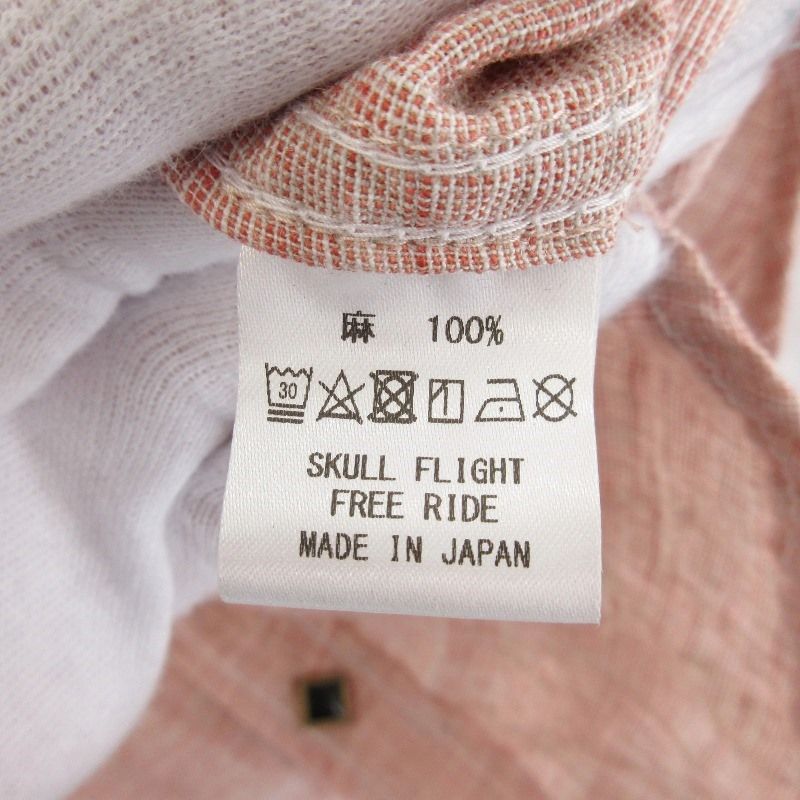 麻 100%
30
SKULL FLIGHT
FREE RIDE
MADE IN JAPAN